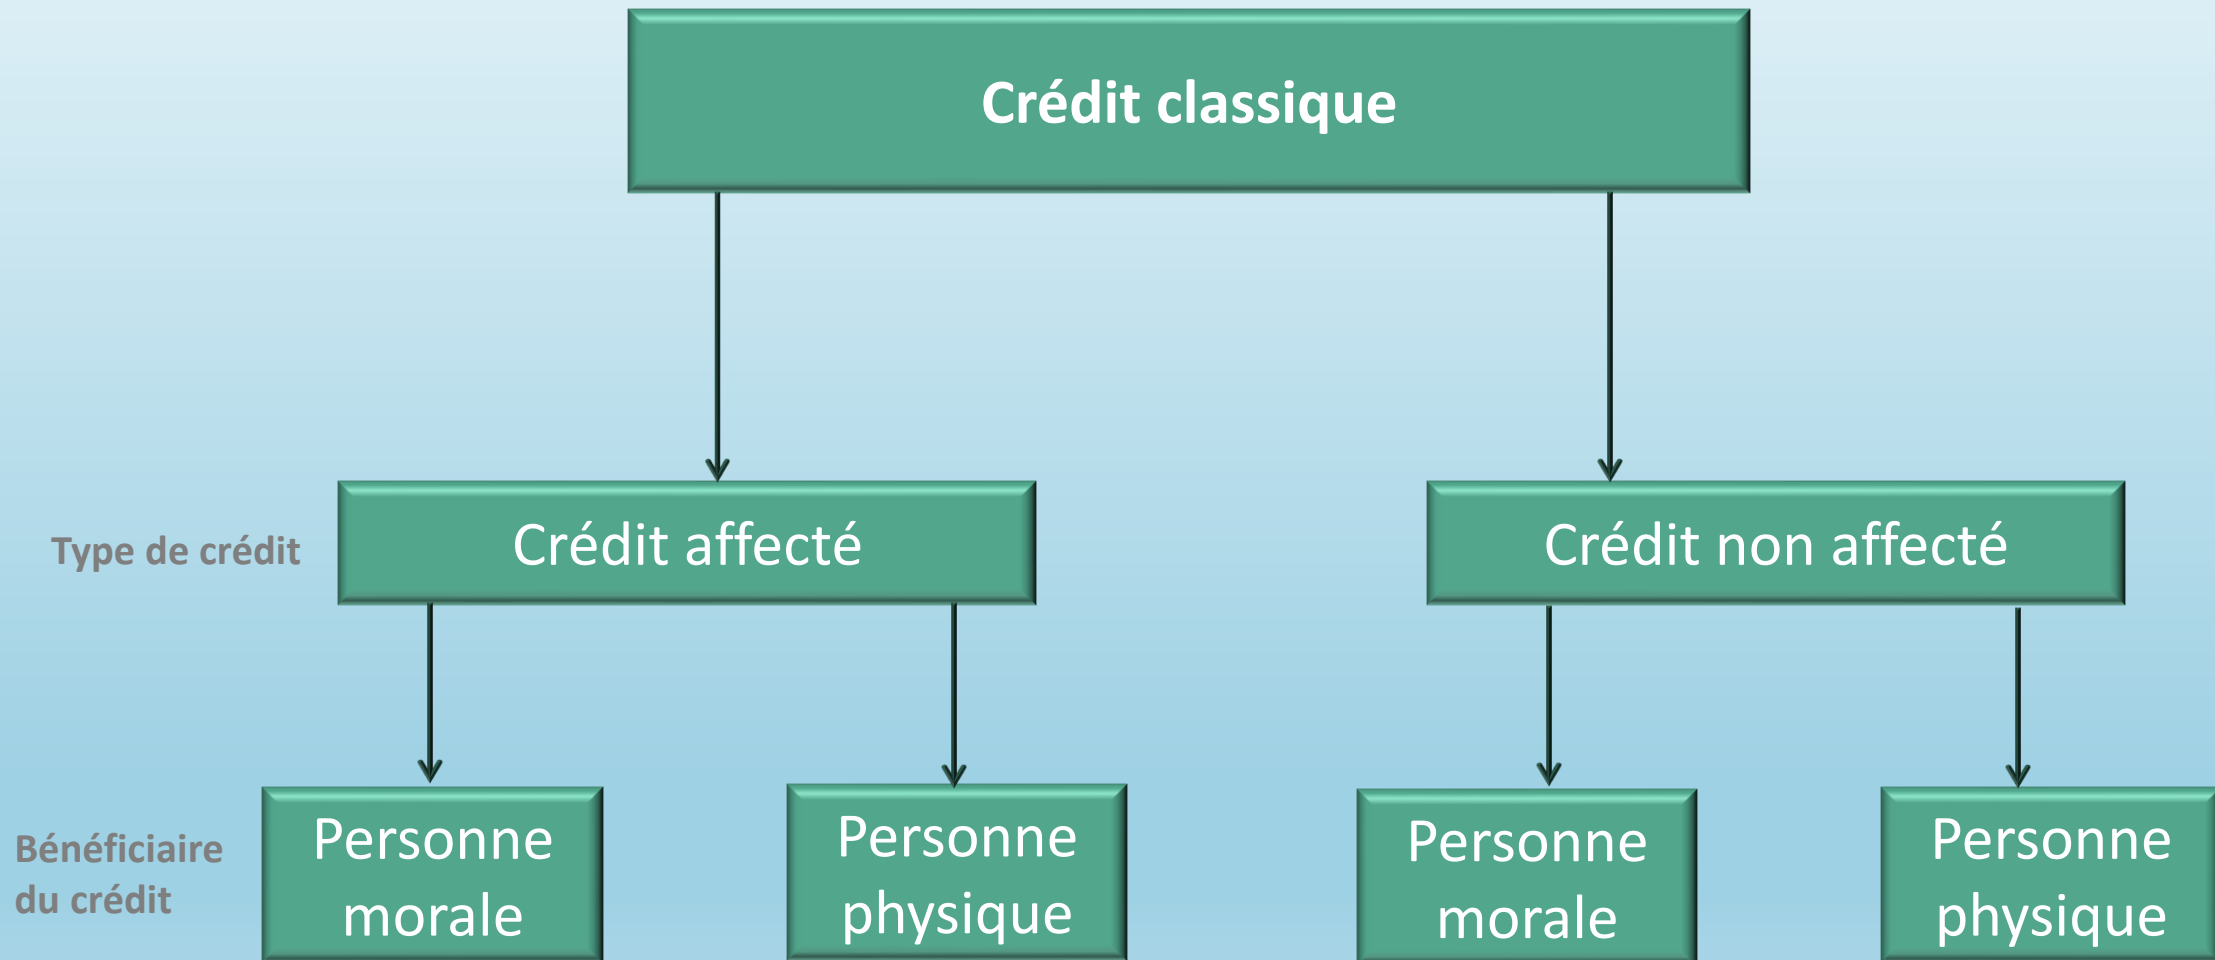 Crédit classique
Type de crédit
Crédit affecté
Crédit non affecté
Bénéficiaire
du crédit
Personne
morale
Personne
physique
Personne
morale
Personne
physique